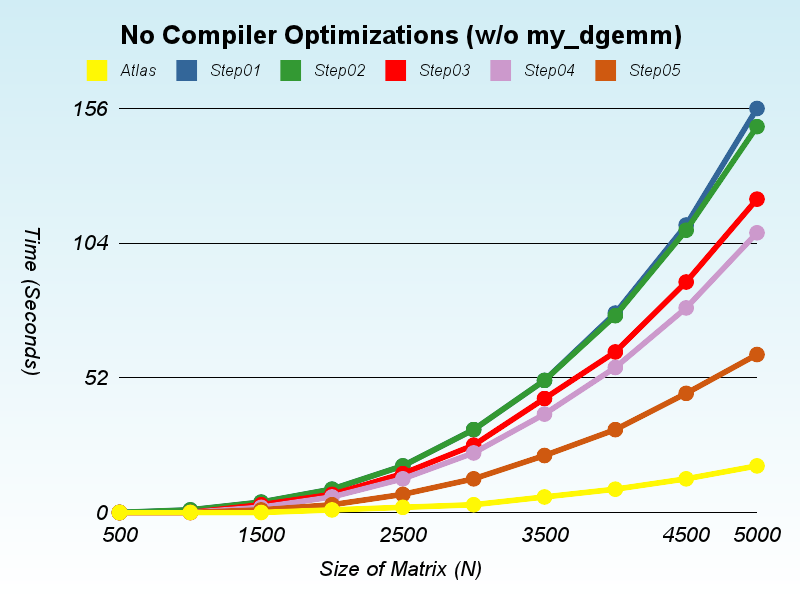 No Compiler Optimizations (w/o my_dgemm)
Atlas Step01 Step02 Step03 Step04 Step05
156
104
52
0
Time (Seconds)
500 1500 2500 3500 4500 5000
Size of Matrix (N)